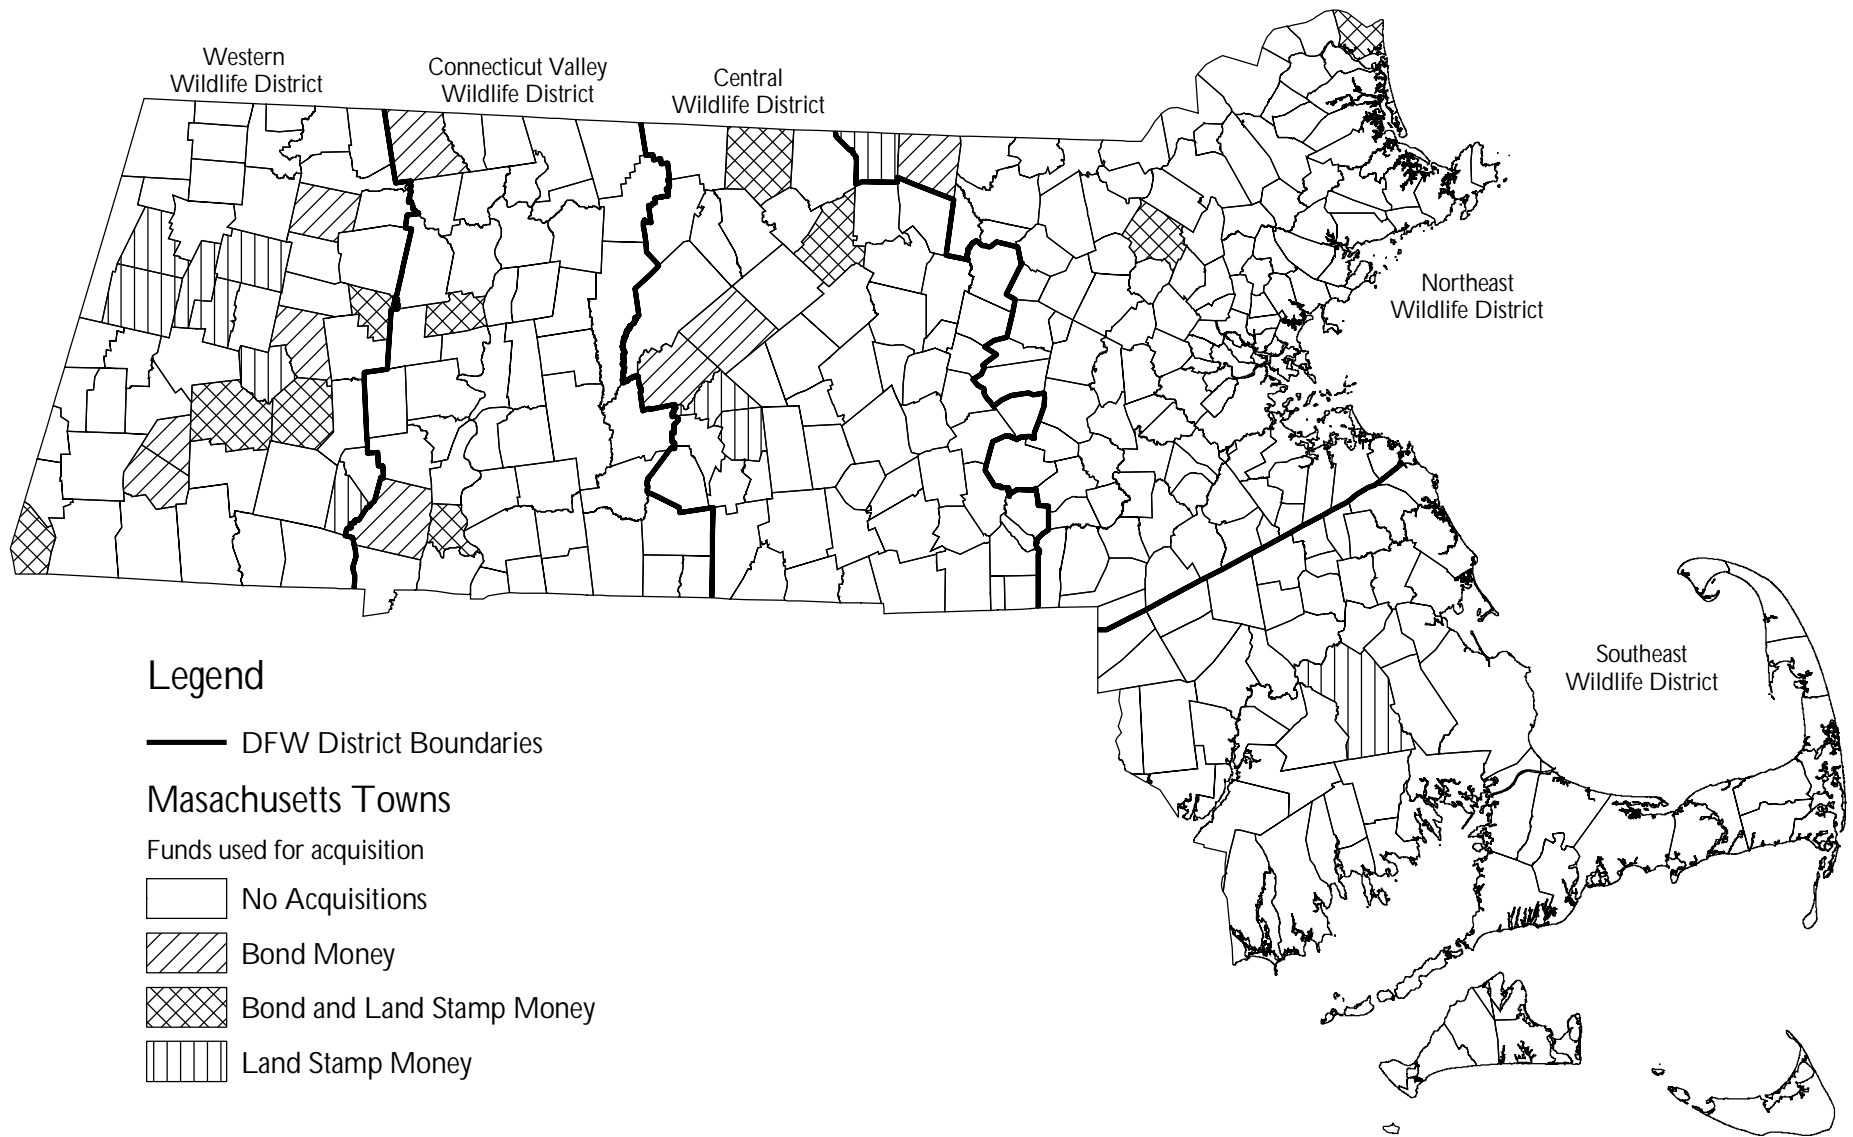 Western
Wildlife District
Connecticut Valley
Wildlife District
Central
Wildlife District
Northeast
Wildlife District
Southeast
Wildlife District
Legend
DFW District Boundaries
Masachusetts Towns
Funds used for acquisition
No Acquisitions
Bond Money
Bond and Land Stamp Money
Land Stamp Money